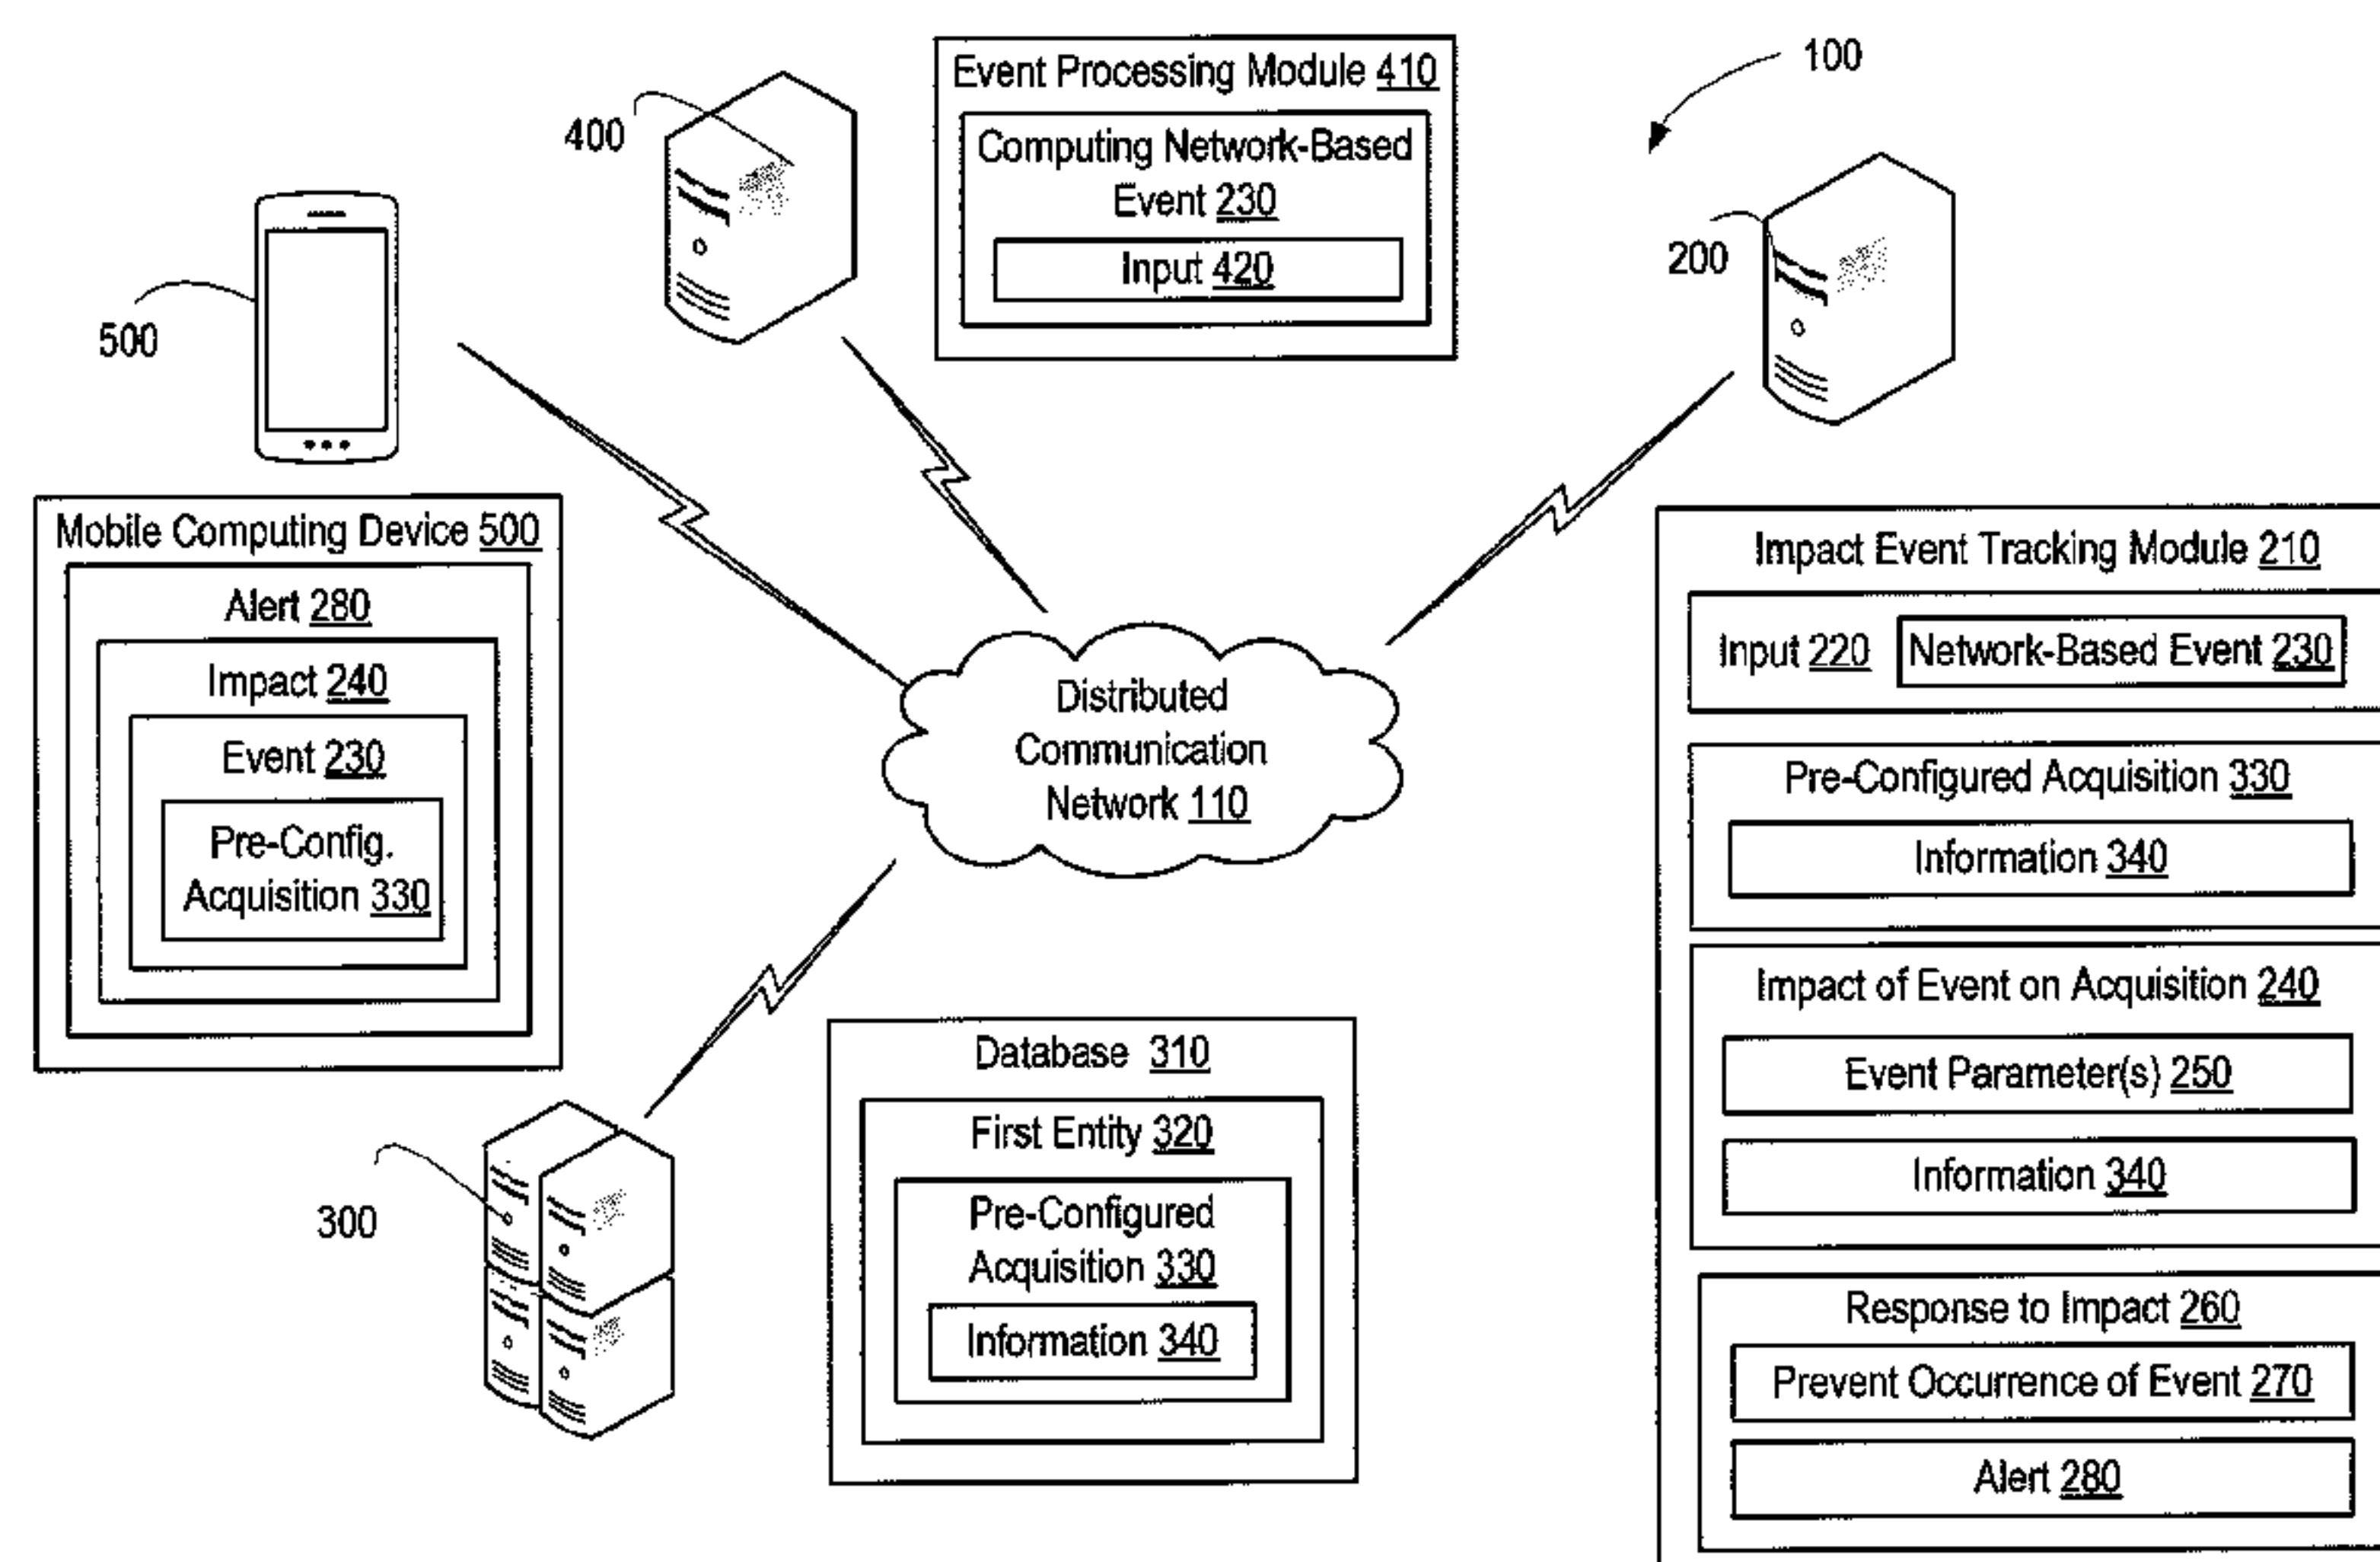 100
400
Event Processing Module 410
Computing Network-Based
Event 230
Input 420
200
500
Mobile Computing Device 500
Alert 280
Impact 240
Event 230
Pre-Config.
Acquisition 330
Distributed
Communication
Network 110
Impact Event Tracking Module 210
Input 220
Network-Based Event 230
Pre-Configured Acquisition 330
Information 340
Impact of Event on Acquisition 240
Event Parameter(s) 250
Information 340
Response to Impact 260
Prevent Occurrence of Event 270
Alert 280
300
Database 310
First Entity 320
Pre-Configured
Acquisition 330
Information 340